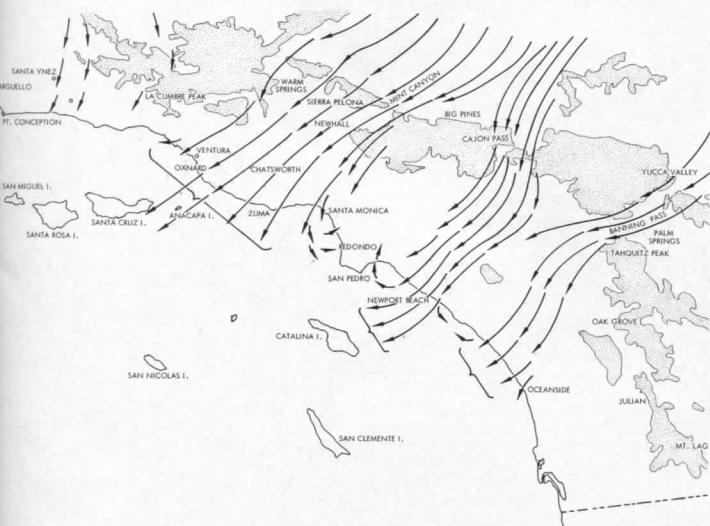 SANTA YNEZ
ARGUELLO
PT. CONCEPTION
LA CUMBRE PEAK
WARM
SPRINGS
SIERRA PELONA
MINT CANYON
NEWHALL
BIG PINES
CAJON PASS
VENTURA
OXNARD
CHATSWORTH
YUCCA VALLEY
SAN MIGUEL I.
SANTA ROSA I.
SANTA CRUZ I.
ANACAPA I.
ZUMA
SANTA MONICA
BANNING PASS
PALM
SPRINGS
TAHQUITZ PEAK
REDONDO
SAN PEDRO
NEWPORT BEACH
OAK GROVE
CATALINA I.
SAN NICOLAS I.
OCEANSIDE
JULIAN
SAN CLEMENTE I.
MT. LAG